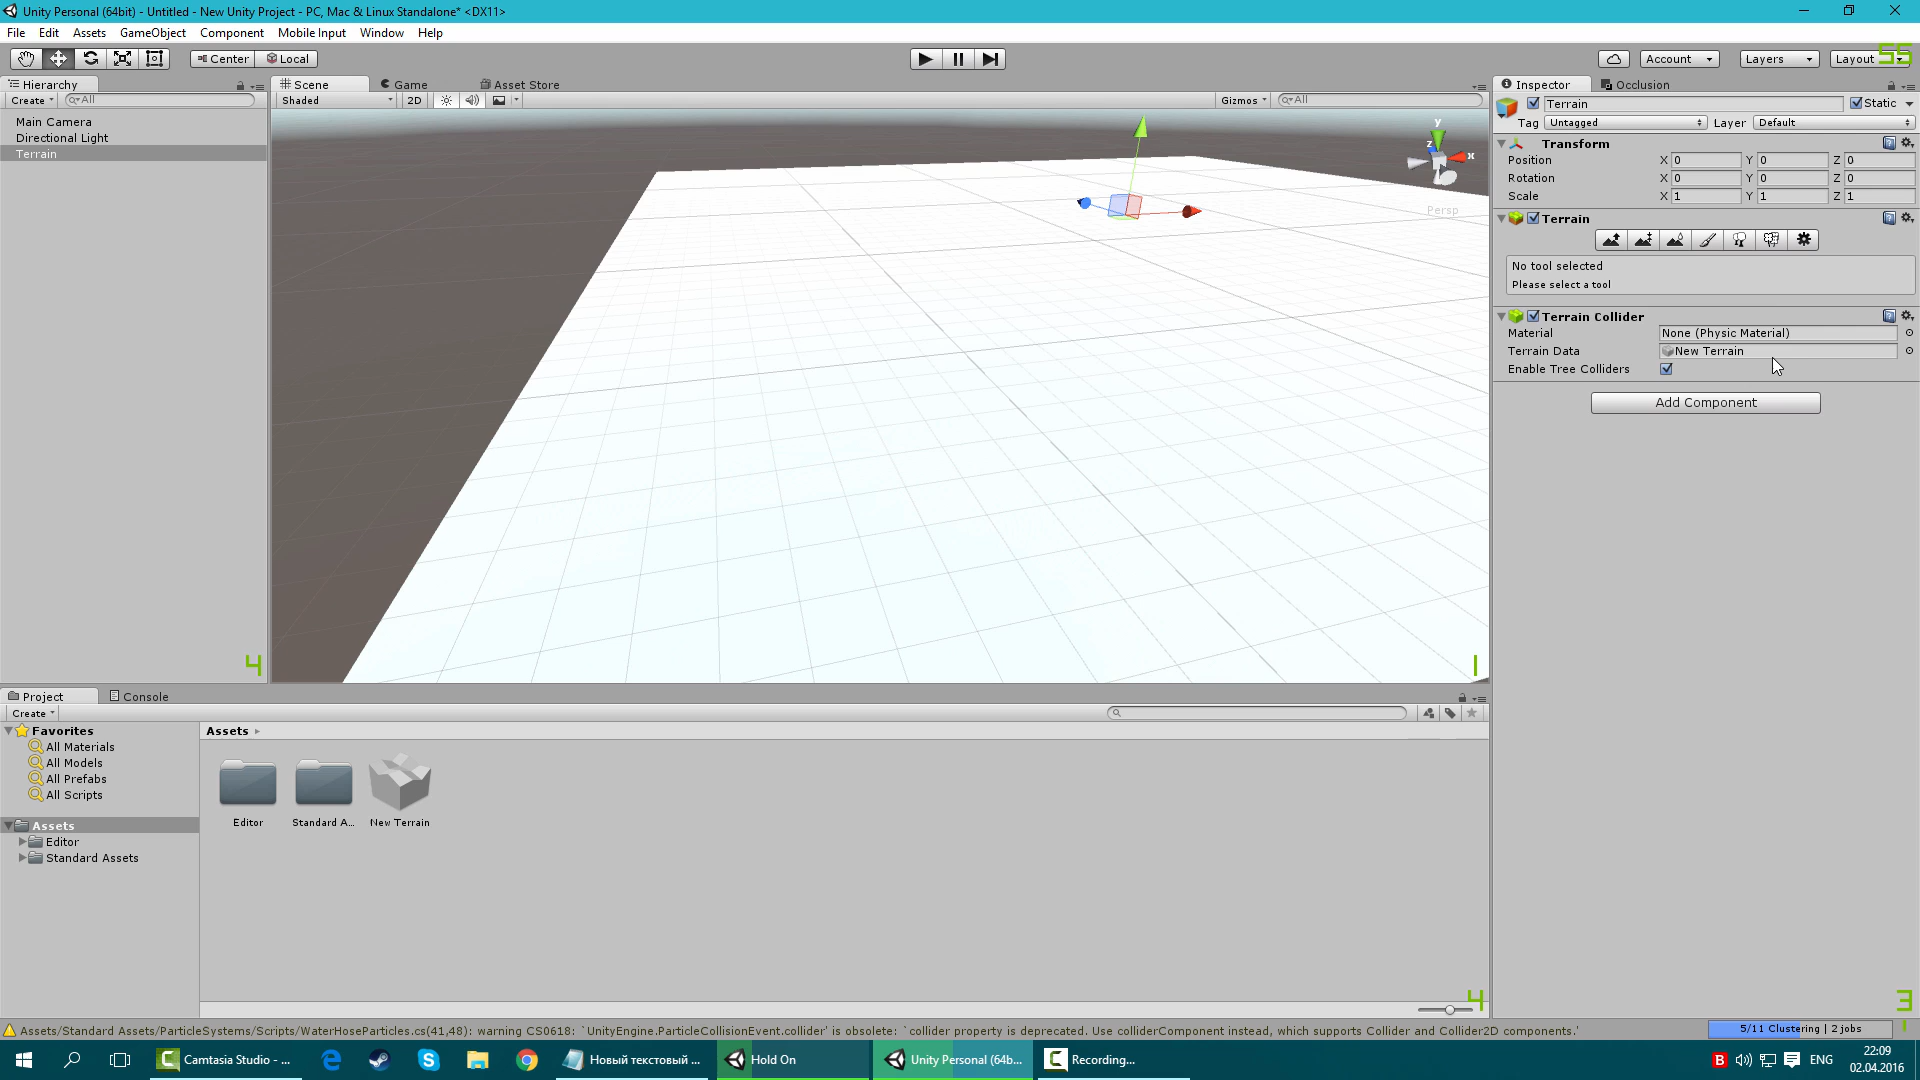 Unity Personal (64bit) - Untitled - New Unity Project - PC, Mac & Linux Standalone* <DX11>
File Edit Assets GameObject Component Mobile Input Window Help
Center Local Account Layers Layout 55
Hierarchy
Create All
Main Camera
Directional Light
Terrain
4
Scene Game Asset Store
Shaded 2D Gizmos All
y
z x
Persp
1
Inspector Occlusion
Terrain Static
Tag Untagged Layer Default
Transform
Position X 0 Y 0 Z 0
Rotation X 0 Y 0 Z 0
Scale X 1 Y 1 Z 1
Terrain
No tool selected
Please select a tool
Terrain Collider
Material None (Physic Material)
Terrain Data New Terrain
Enable Tree Colliders
Add Component
3
Project Console
Create
Favorites
All Materials
All Models
All Prefabs
All Scripts
Assets
Editor
Standard Assets
Assets
Editor Standard A... New Terrain
4
Assets/Standard Assets/ParticleSystems/Scripts/WaterHoseParticles.cs(41,48): warning CS0618: `UnityEngine.ParticleCollisionEvent.collider' is obsolete: `collider property is deprecated. Use colliderComponent instead, which supports Collider and Collider2D components.'
5/11 Clustering | 2 jobs
Camtasia Studio - ... Новый текстовый ... Hold On Unity Personal (64b... Recording... ENG
22:09
02.04.2016